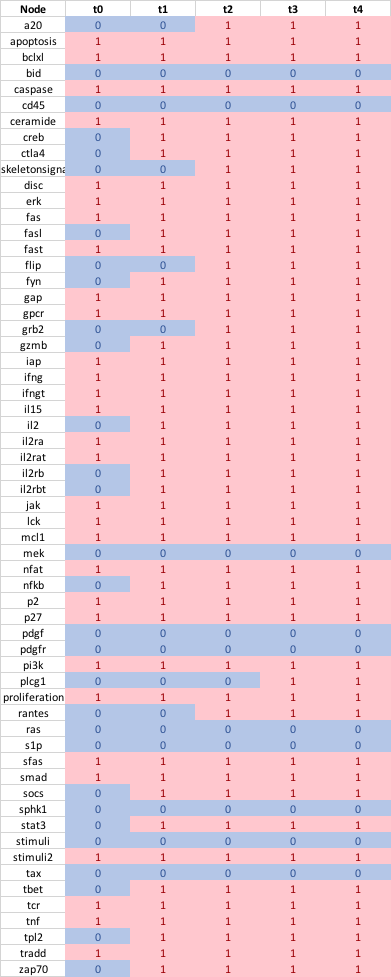 Node t0 t1 t2 t3 t4
a20 0 0 1 1 1
apoptosis 1 1 1 1 1
bclxl 1 1 1 1 1
bid 0 0 0 0 0
caspase 1 1 1 1 1
cd45 0 0 0 0 0
ceramide 1 1 1 1 1
creb 0 1 1 1 1
ctla4 0 1 1 1 1
skeletonsigna 0 0 1 1 1
disc 1 1 1 1 1
erk 1 1 1 1 1
fas 1 1 1 1 1
fasl 0 1 1 1 1
fast 1 1 1 1 1
flip 0 0 1 1 1
fyn 0 1 1 1 1
gap 1 1 1 1 1
gpcr 1 1 1 1 1
grb2 0 0 1 1 1
gzmb 0 1 1 1 1
iap 1 1 1 1 1
ifng 1 1 1 1 1
ifngt 1 1 1 1 1
il15 1 1 1 1 1
il2 0 1 1 1 1
il2ra 1 1 1 1 1
il2rat 1 1 1 1 1
il2rb 0 1 1 1 1
il2rbt 0 1 1 1 1
jak 1 1 1 1 1
lck 1 1 1 1 1
mcl1 1 1 1 1 1
mek 0 0 0 0 0
nfat 1 1 1 1 1
nfkb 0 1 1 1 1
p2 1 1 1 1 1
p27 1 1 1 1 1
pdgf 0 0 0 0 0
pdgfr 0 0 0 0 0
pi3k 1 1 1 1 1
plcg1 0 0 0 1 1
proliferation 1 1 1 1 1
rantes 0 0 1 1 1
ras 0 0 0 0 0
s1p 0 0 0 0 0
sfas 1 1 1 1 1
smad 1 1 1 1 1
socs 0 1 1 1 1
sphk1 0 0 0 0 0
stat3 0 1 1 1 1
stimuli 0 0 0 0 0
stimuli2 1 1 1 1 1
tax 0 0 0 0 0
tbet 0 1 1 1 1
tcr 1 1 1 1 1
tnf 1 1 1 1 1
tpl2 0 1 1 1 1
tradd 1 1 1 1 1
zap70 0 1 1 1 1